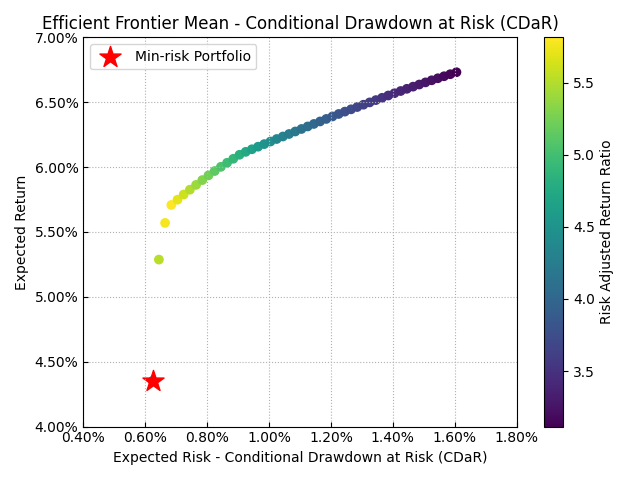 Efficient Frontier Mean - Conditional Drawdown at Risk (CDaR)
Min-risk Portfolio
7.00%
6.50%
6.00%
5.50%
5.00%
4.50%
4.00%
Expected Return
0.40% 0.60% 0.80% 1.00% 1.20% 1.40% 1.60% 1.80%
Expected Risk - Conditional Drawdown at Risk (CDaR)
5.5
5.0
4.5
4.0
3.5
Risk Adjusted Return Ratio